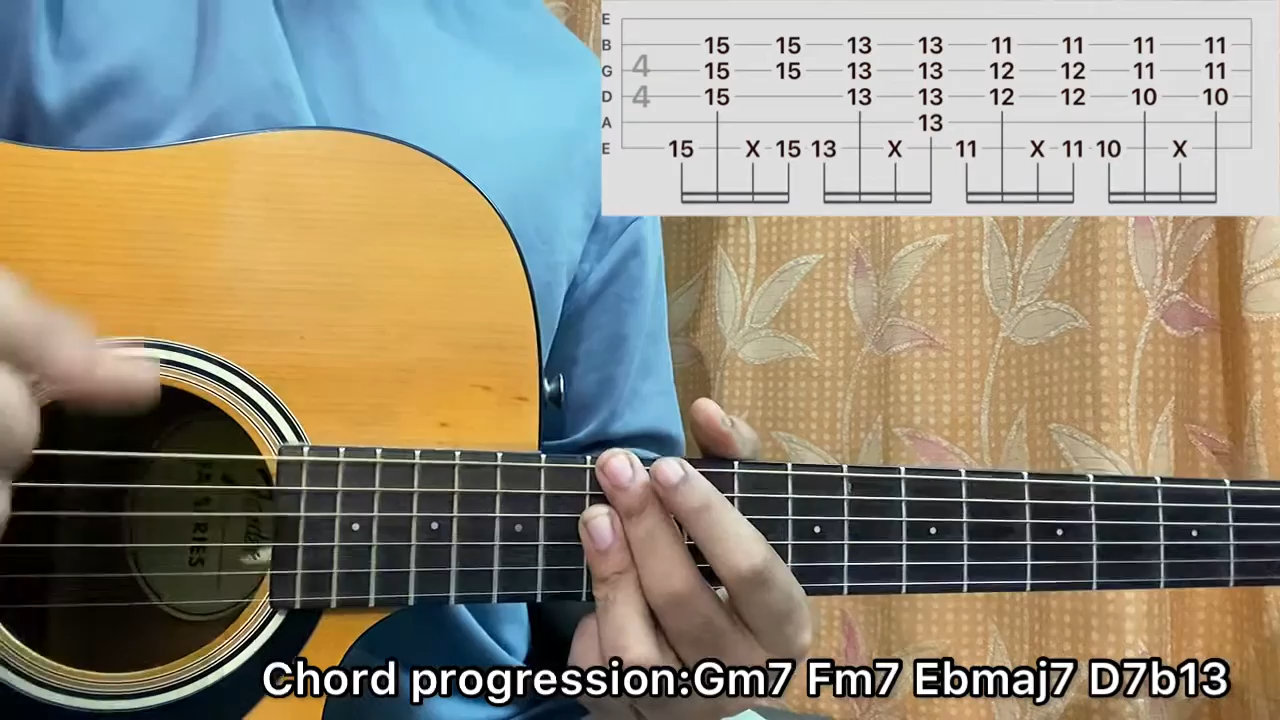 E
B 15 15 13 13 11 11 11 11
G 4 15 15 13 13 12 12 11 11
D 4 15 13 13 12 12 10 10
A 13
E 15 X 15 13 X 11 X 11 10 X
SERIES
Chord progression:Gm7 Fm7 Ebmaj7 D7b13